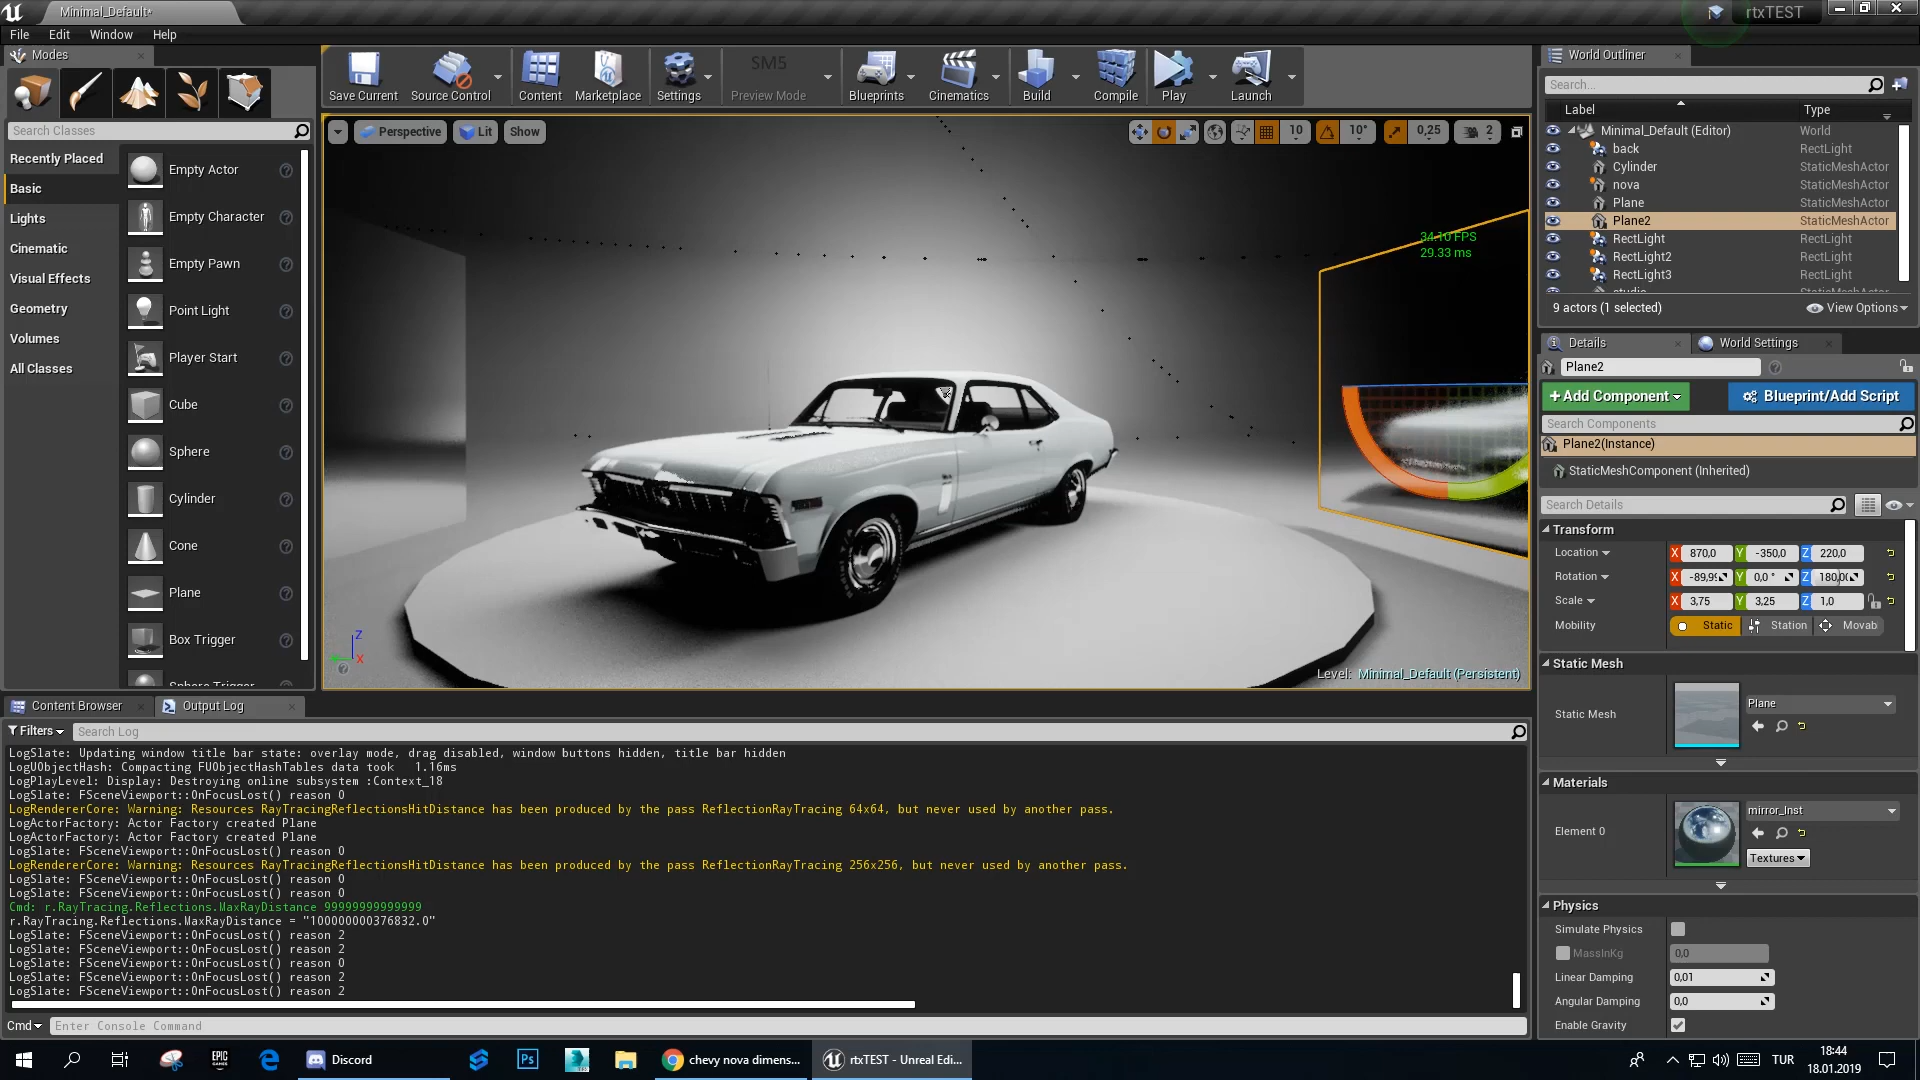 Minimal_Default*
rtxTEST
File Edit Window Help
Modes
Search Classes
Recently Placed
Basic
Lights
Cinematic
Visual Effects
Geometry
Volumes
All Classes
Empty Actor
Empty Character
Empty Pawn
Point Light
Player Start
Cube
Sphere
Cylinder
Cone
Plane
Box Trigger
Sphere Trigger
Save Current
Source Control
Content
Marketplace
Settings
SM5
Preview Mode
Blueprints
Cinematics
Build
Compile
Play
Launch
Perspective
Lit
Show
10
10°
0,25
2
34.10 FPS
29.33 ms
Z
X
Level: Minimal_Default (Persistent)
World Outliner
Search...
Label Type
Minimal_Default (Editor) World
back RectLight
Cylinder StaticMeshActor
nova StaticMeshActor
Plane StaticMeshActor
Plane2 StaticMeshActor
RectLight RectLight
RectLight2 RectLight
RectLight3 RectLight
studio StaticMeshActor
9 actors (1 selected) View Options
Details World Settings
Plane2
+ Add Component Blueprint/Add Script
Search Components
Plane2(Instance)
StaticMeshComponent (Inherited)
Search Details
Transform
Location X 870,0 Y -350,0 Z 220,0
Rotation X -89,9 Y 0,0 ° Z 180,0
Scale X 3,75 Y 3,25 Z 1,0
Mobility Static Station Movab
Static Mesh
Static Mesh Plane
Materials
Element 0 mirror_Inst
Textures
Physics
Simulate Physics
MassInKg 0,0
Linear Damping 0,01
Angular Damping 0,0
Enable Gravity
Content Browser Output Log
Filters Search Log
LogSlate: Updating window title bar state: overlay mode, drag disabled, window buttons hidden, title bar hidden
LogUObjectHash: Compacting FUObjectHashTables data took 1.16ms
LogPlayLevel: Display: Destroying online subsystem :Context_18
LogSlate: FSceneViewport::OnFocusLost() reason 0
LogRendererCore: Warning: Resources RayTracingReflectionsHitDistance has been produced by the pass ReflectionRayTracing 64x64, but never used by another pass.
LogActorFactory: Actor Factory created Plane
LogActorFactory: Actor Factory created Plane
LogSlate: FSceneViewport::OnFocusLost() reason 0
LogRendererCore: Warning: Resources RayTracingReflectionsHitDistance has been produced by the pass ReflectionRayTracing 256x256, but never used by another pass.
LogSlate: FSceneViewport::OnFocusLost() reason 0
LogSlate: FSceneViewport::OnFocusLost() reason 0
Cmd: r.RayTracing.Reflections.MaxRayDistance 99999999999999
r.RayTracing.Reflections.MaxRayDistance = "100000000376832.0"
LogSlate: FSceneViewport::OnFocusLost() reason 2
LogSlate: FSceneViewport::OnFocusLost() reason 2
LogSlate: FSceneViewport::OnFocusLost() reason 0
LogSlate: FSceneViewport::OnFocusLost() reason 2
LogSlate: FSceneViewport::OnFocusLost() reason 2
Cmd Enter Console Command
EPIC GAMES
Discord
Ps
chevy nova dimens...
rtxTEST - Unreal Edi...
TUR
18:44
18.01.2019